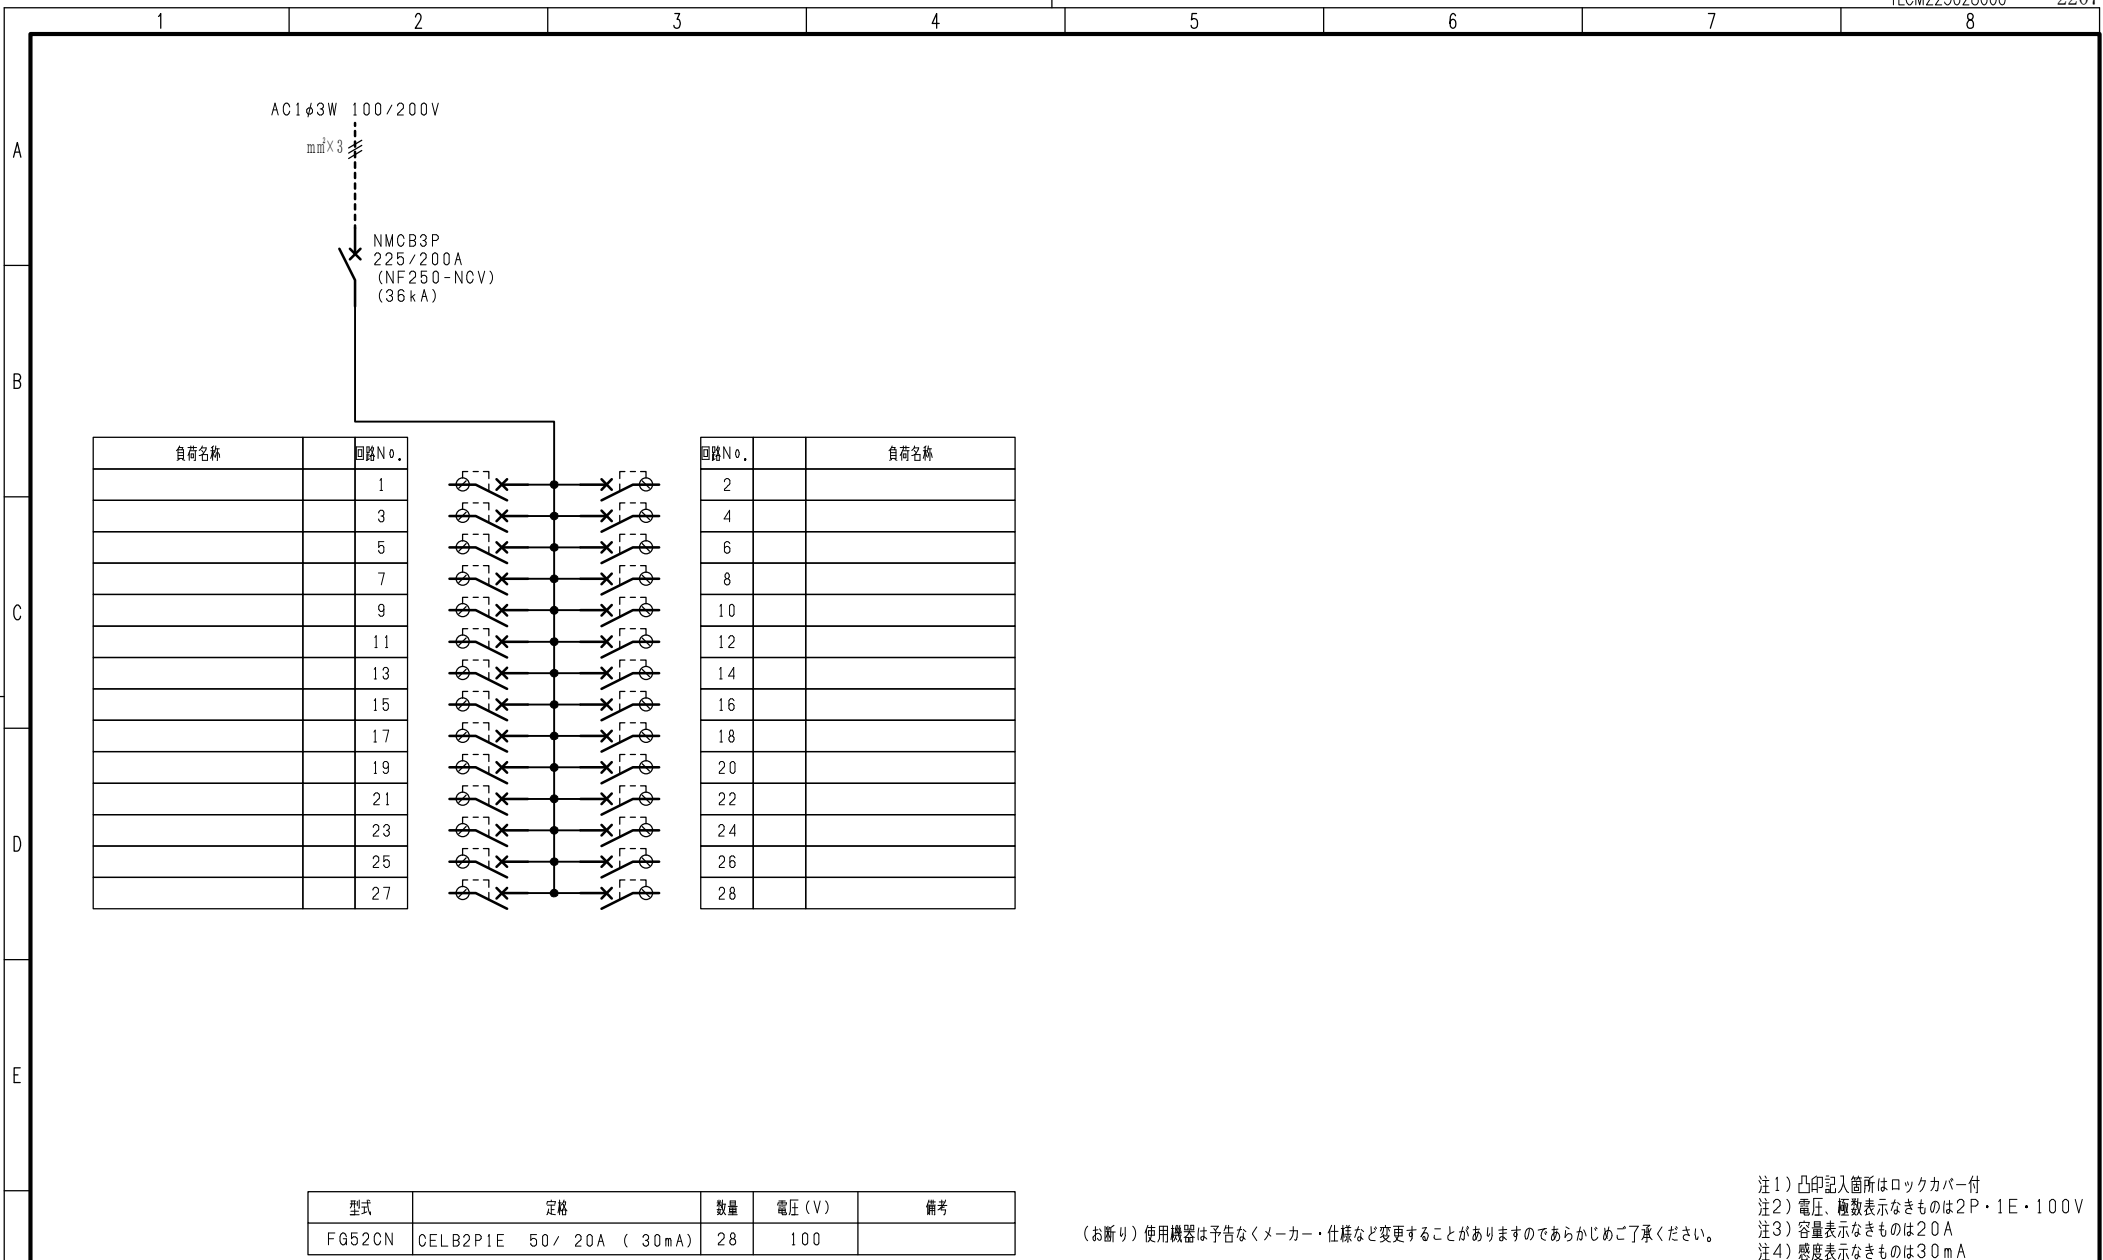 1 2 3 4 5 6 7 8
AC1φ3W 100/200V
A
mm²×3
NMCB3P
225/200A
(NF250-NCV)
(36kA)
B
負荷名称 回路No. 回路No. 負荷名称
1 2
3 4
5 6
7 8
9 10
C
11 12
13 14
15 16
17 18
19 20
21 22
23 24
D
25 26
27 28
E
注1)凸印記入箇所はロックカバー付
型式 定格 数量 電圧(V) 備考
注2)電圧、極数表示なきものは2P・1E・100V
FG52CN CELB2P1E 50/ 20A ( 30mA) 28 100
(お断り)使用機器は予告なくメーカー・仕様など変更することがありますのであらかじめご了承ください。
注3)容量表示なきものは20A
注4)感度表示なきものは30mA